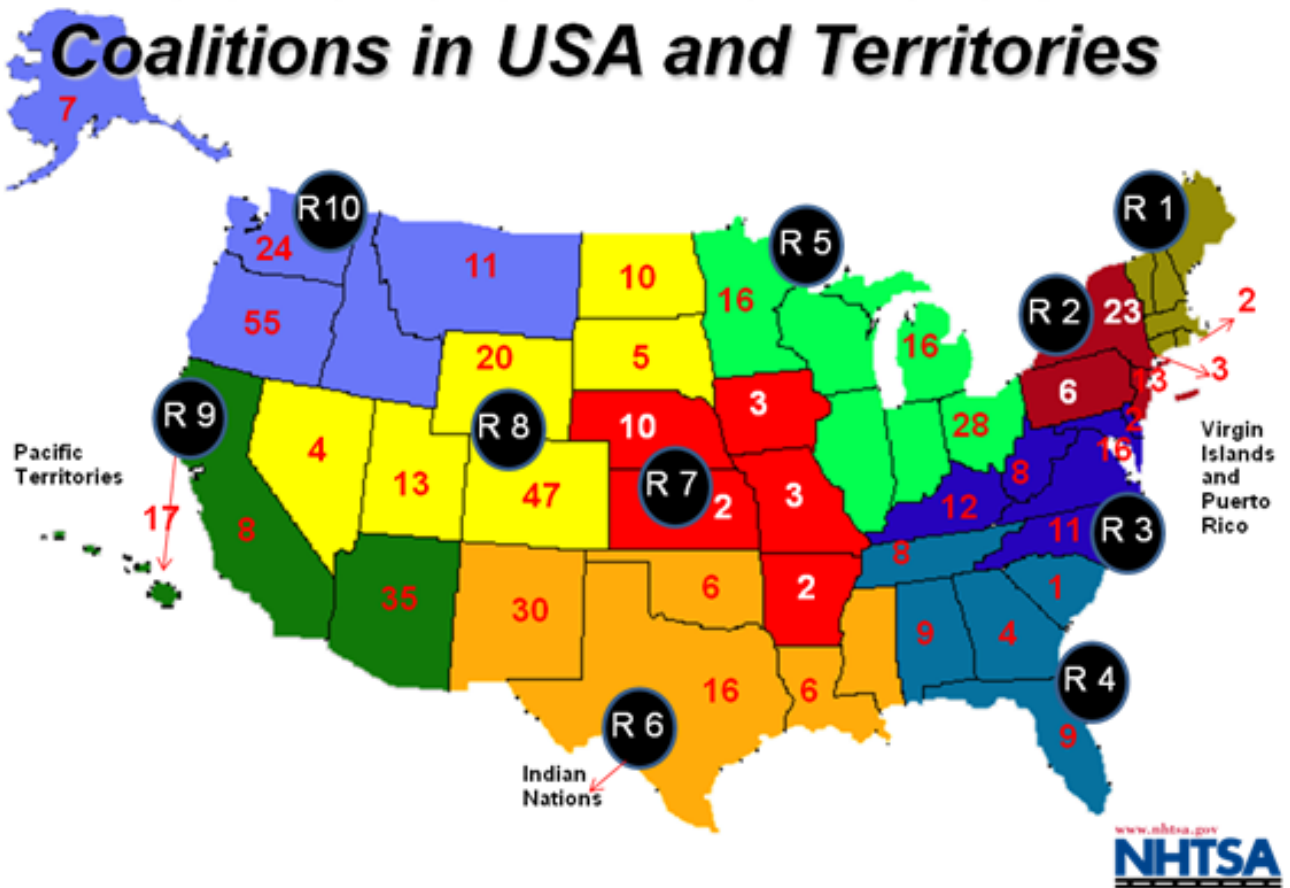 Coalitions in USA and Territories
7
R10
R 1
24
11
10
16
R 5
R 2
23
2
55
20
5
16
3
13
6
3
R 9
R 8
10
3
28
2
Pacific
Territories
4
13
47
R 7
2
3
12
8
16
Virgin
Islands
and
Puerto
Rico
17
8
11
R 3
8
35
30
6
2
9
4
1
16
6
R 4
R 6
9
Indian
Nations
www.nhtsa.gov
NHTSA